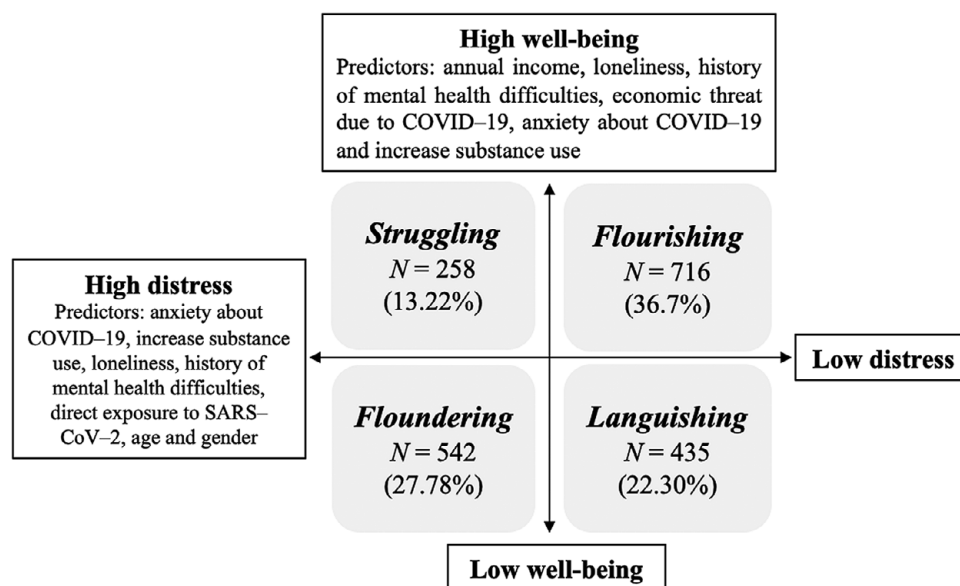 High well-being
Predictors: annual income, loneliness, history
of mental health difficulties, economic threat
due to COVID–19, anxiety about COVID–19
and increase substance use
Struggling
N = 258
(13.22%)
Flourishing
N = 716
(36.7%)
High distress
Predictors: anxiety about
COVID–19, increase substance
use, loneliness, history of
mental health difficulties,
direct exposure to SARS–
CoV–2, age and gender
Low distress
Floundering
N = 542
(27.78%)
Languishing
N = 435
(22.30%)
Low well-being